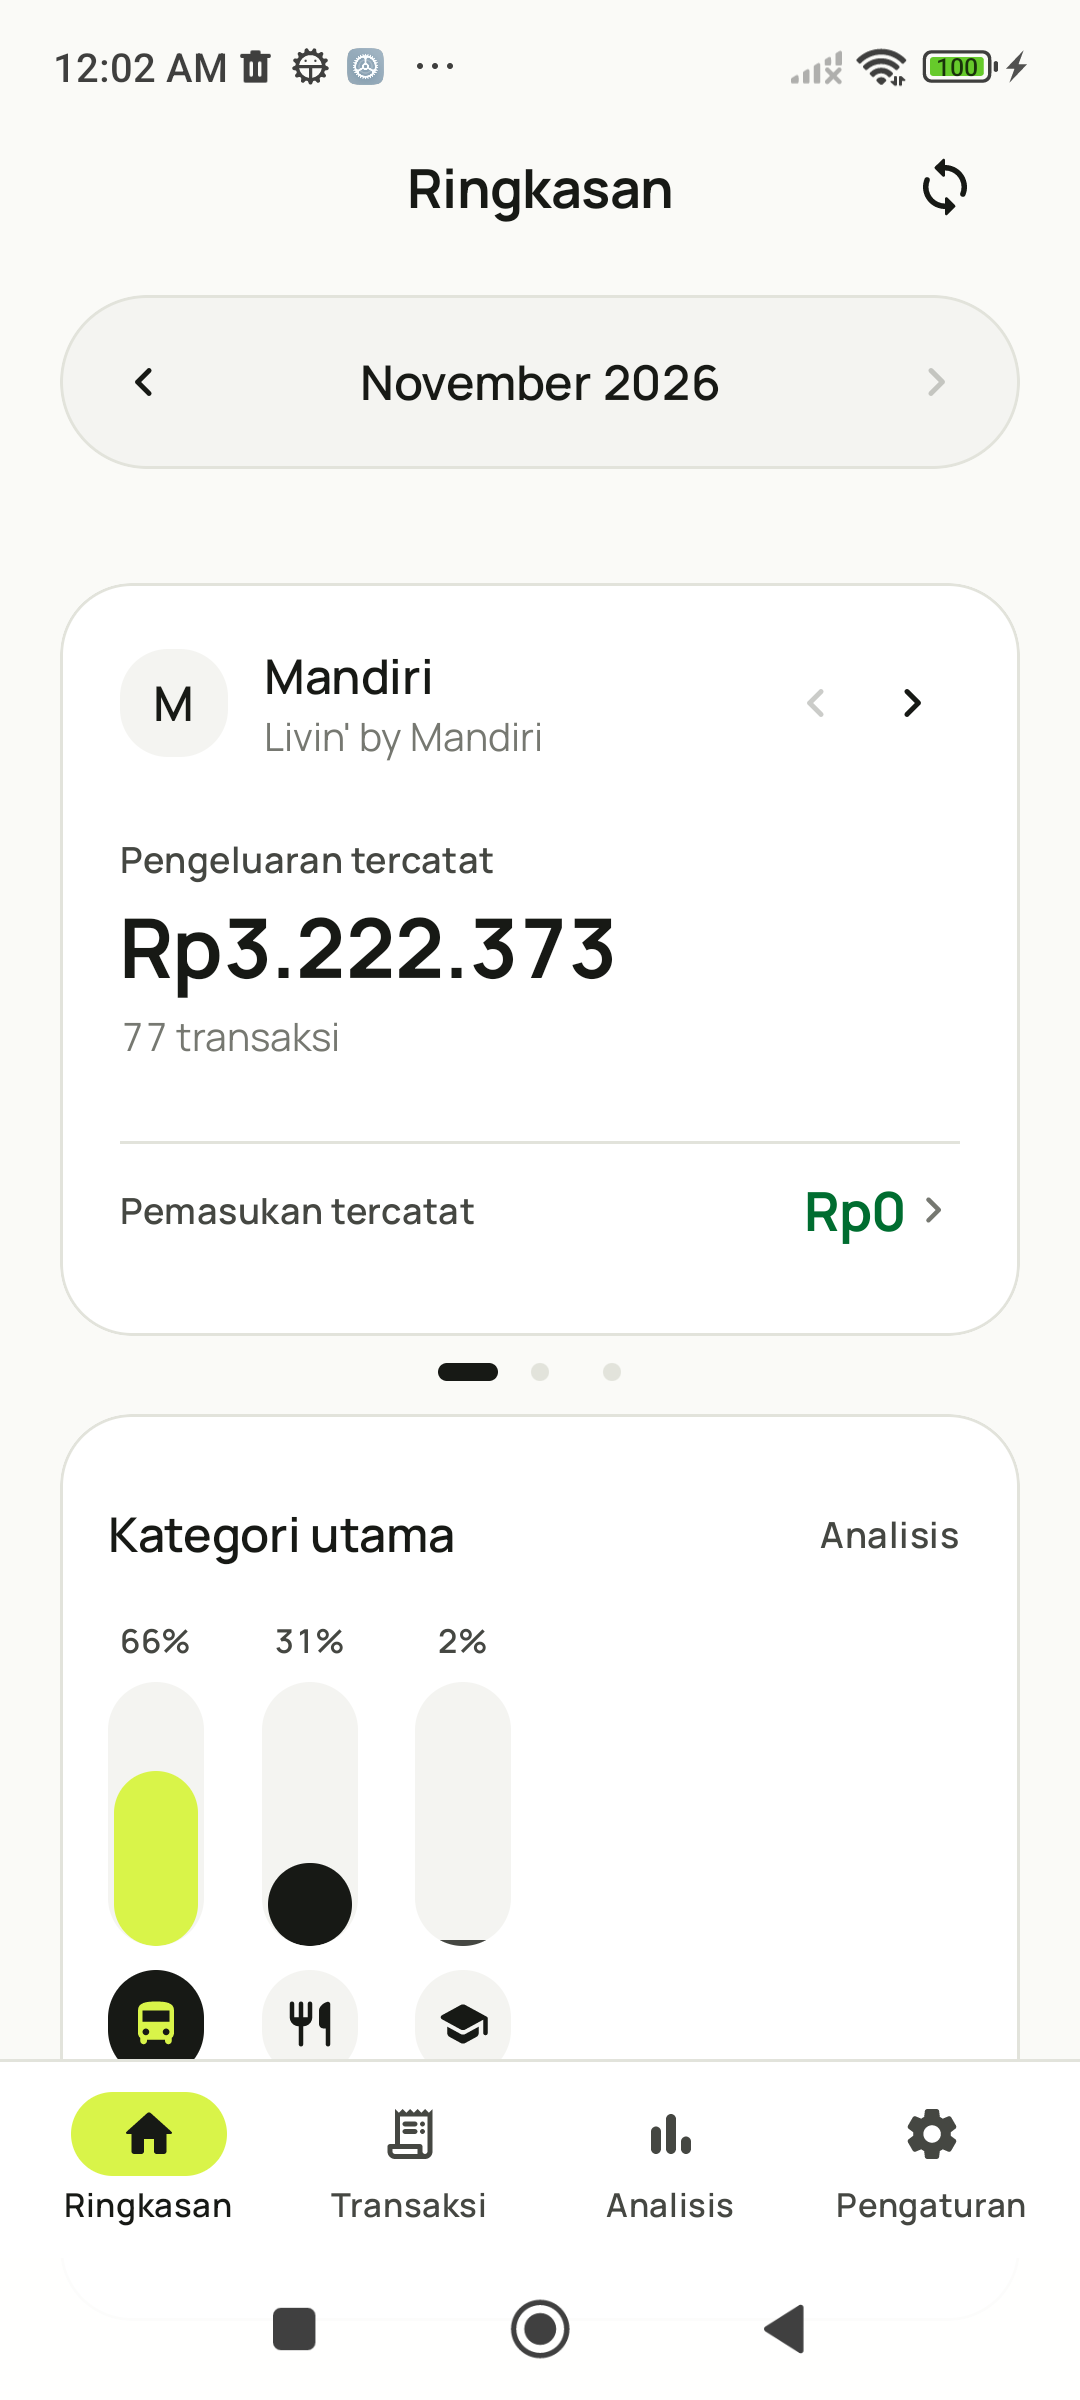 12:02 AM
100
Ringkasan
November 2026
M
Mandiri
Livin' by Mandiri
Pengeluaran tercatat
Rp3.222.373
77 transaksi
Pemasukan tercatat
Rp0
Kategori utama
Analisis
66% 31% 2%
Ringkasan Transaksi Analisis Pengaturan